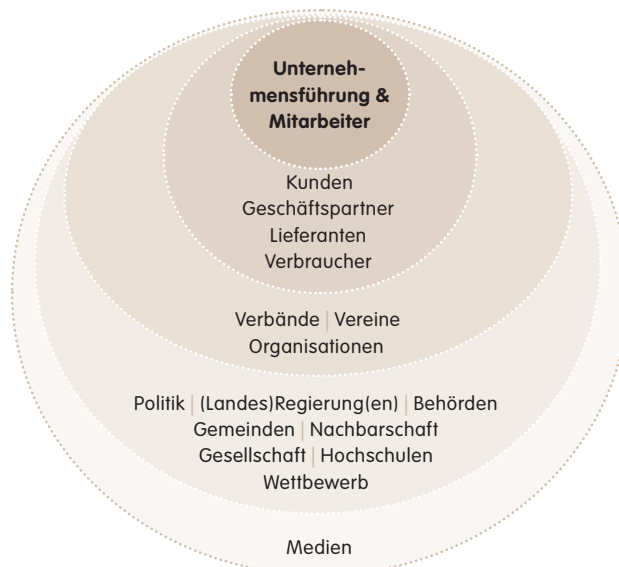 Unterneh-
mensführung &
Mitarbeiter
Kunden
Geschäftspartner
Lieferanten
Verbraucher
Verbände | Vereine
Organisationen
Politik | (Landes)Regierung(en) | Behörden
Gemeinden | Nachbarschaft
Gesellschaft | Hochschulen
Wettbewerb
Medien